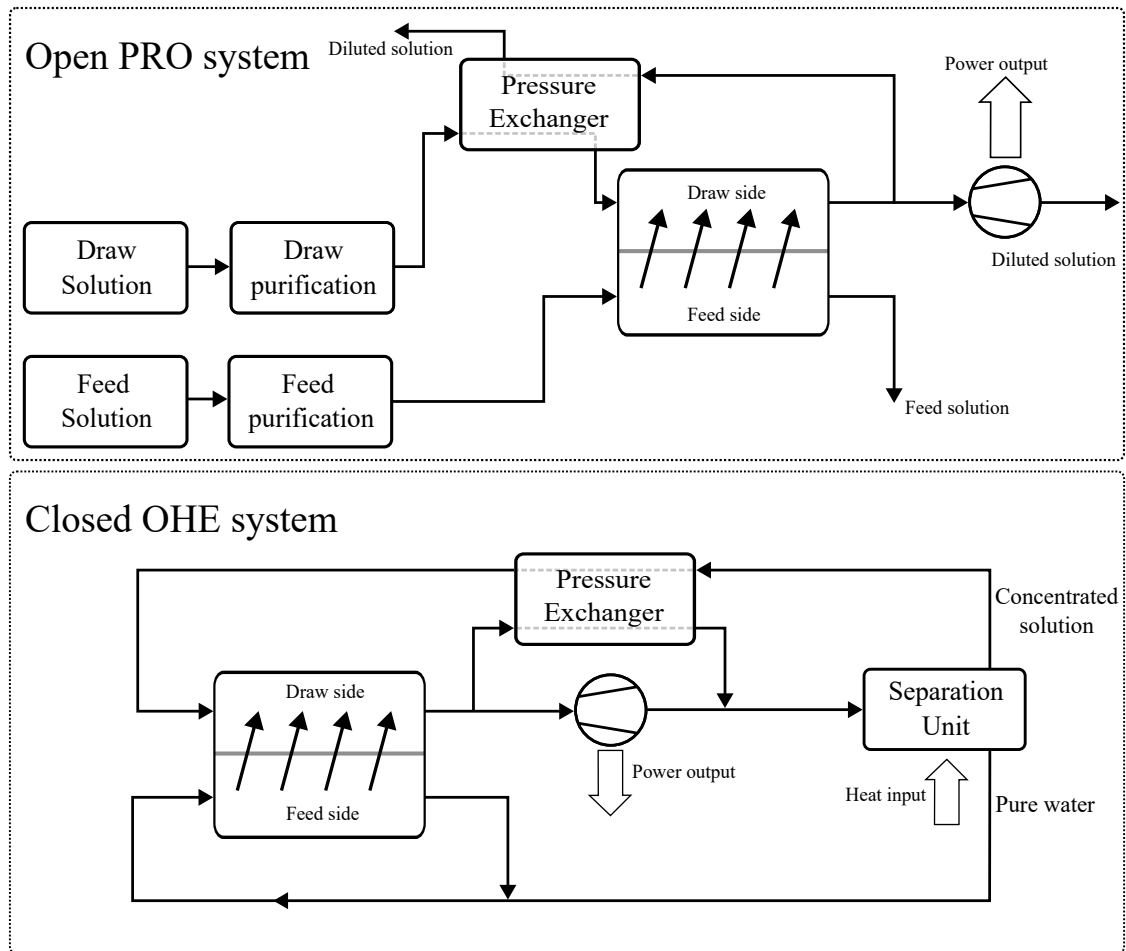 Open PRO system
Diluted solution
Pressure
Exchanger
Power output
Draw side
Feed side
Draw
Solution
Draw
purification
Diluted solution
Feed
Solution
Feed
purification
Feed solution
Closed OHE system
Pressure
Exchanger
Concentrated
solution
Draw side
Feed side
Separation
Unit
Power output
Heat input
Pure water